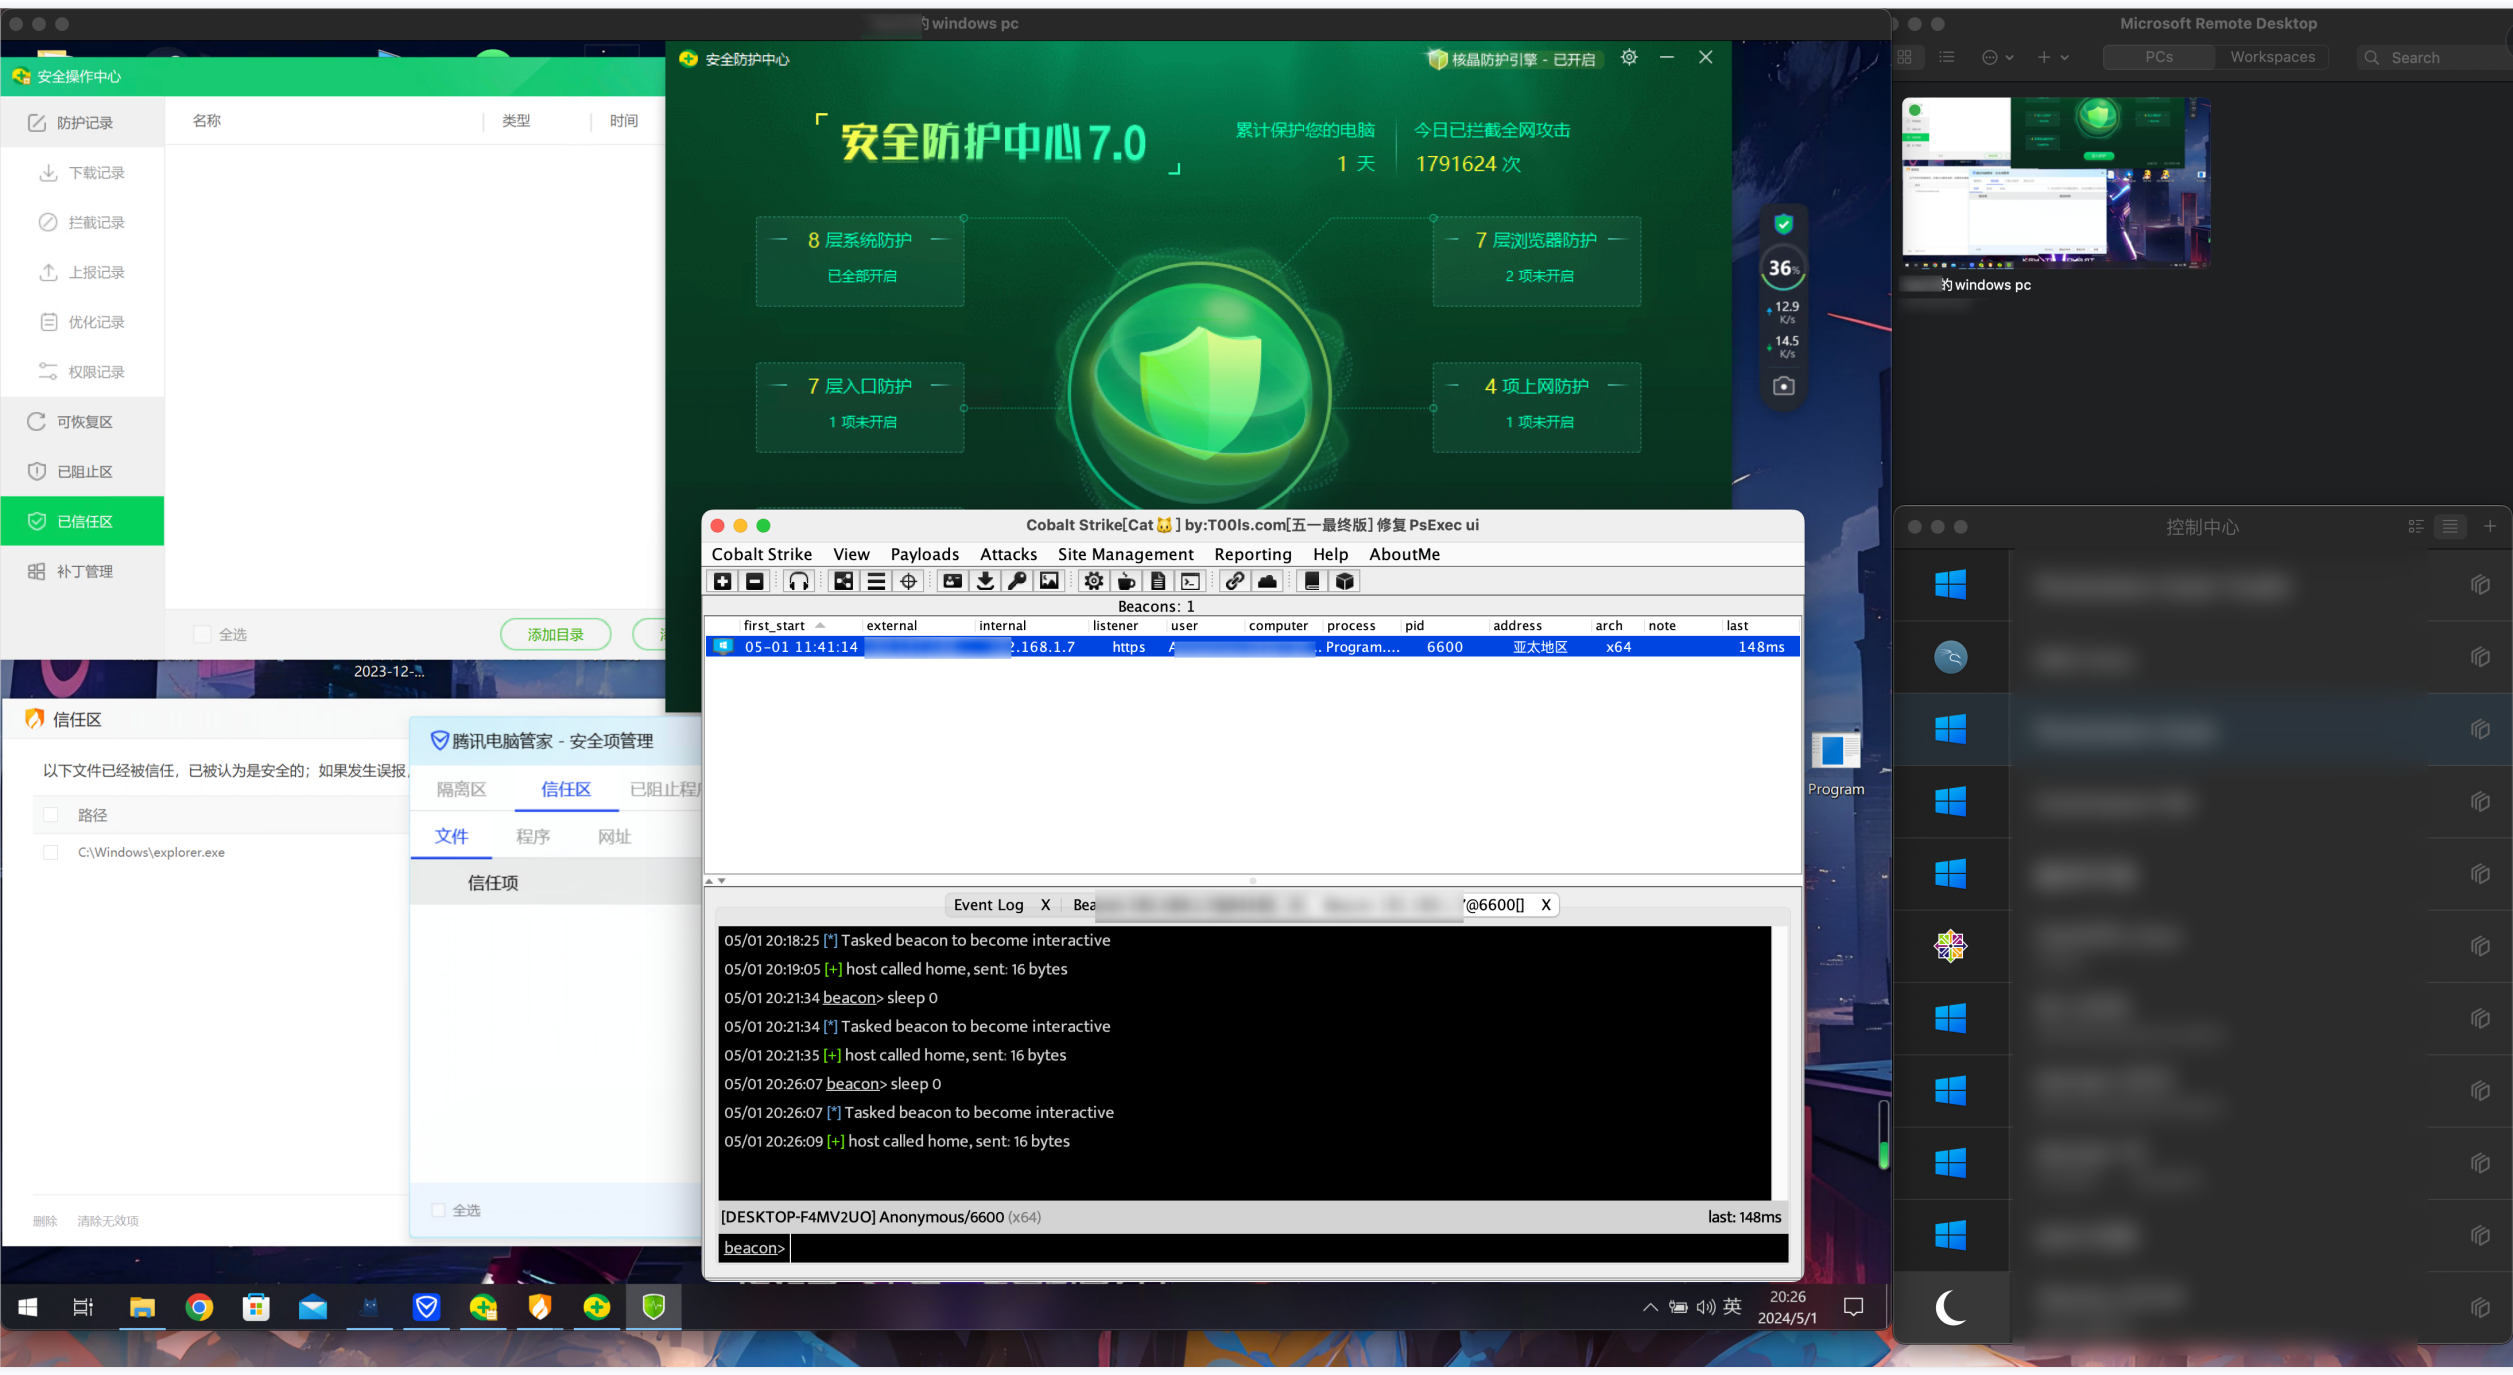 的 windows pc
安全操作中心
防护记录
下载记录
拦截记录
上报记录
优化记录
权限记录
可恢复区
已阻止区
已信任区
补丁管理
名称 类型 时间
全选 添加目录
2023-12-...
安全防护中心
核晶防护引擎 - 已开启
安全防护中心7.0
累计保护您的电脑
1 天
今日已拦截全网攻击
1791624 次
8 层系统防护
已全部开启
7 层浏览器防护
2 项未开启
7 层入口防护
1 项未开启
4 项上网防护
1 项未开启
36%
12.9
K/s
14.5
K/s
信任区
以下文件已经被信任，已被认为是安全的；如果发生误报,
路径
C:\Windows\explorer.exe
删除 清除无效项
腾讯电脑管家 - 安全项管理
隔离区 信任区 已阻止程序
文件 程序 网址
信任项
全选
Cobalt Strike[Cat🐱] by:T00ls.com[五一最终版] 修复 PsExec ui
Cobalt Strike View Payloads Attacks Site Management Reporting Help AboutMe
Beacons: 1
first_start external internal listener user computer process pid address arch note last
05-01 11:41:14 2.168.1.7 https A .. Program.... 6600 亚太地区 x64 148ms
Event Log X Bea '@6600[] X
05/01 20:18:25 [*] Tasked beacon to become interactive
05/01 20:19:05 [+] host called home, sent: 16 bytes
05/01 20:21:34 beacon> sleep 0
05/01 20:21:34 [*] Tasked beacon to become interactive
05/01 20:21:35 [+] host called home, sent: 16 bytes
05/01 20:26:07 beacon> sleep 0
05/01 20:26:07 [*] Tasked beacon to become interactive
05/01 20:26:09 [+] host called home, sent: 16 bytes
[DESKTOP-F4MV2UO] Anonymous/6600 (x64) last: 148ms
beacon>
Program
英
20:26
2024/5/1
Microsoft Remote Desktop
PCs Workspaces Search
的 windows pc
控制中心